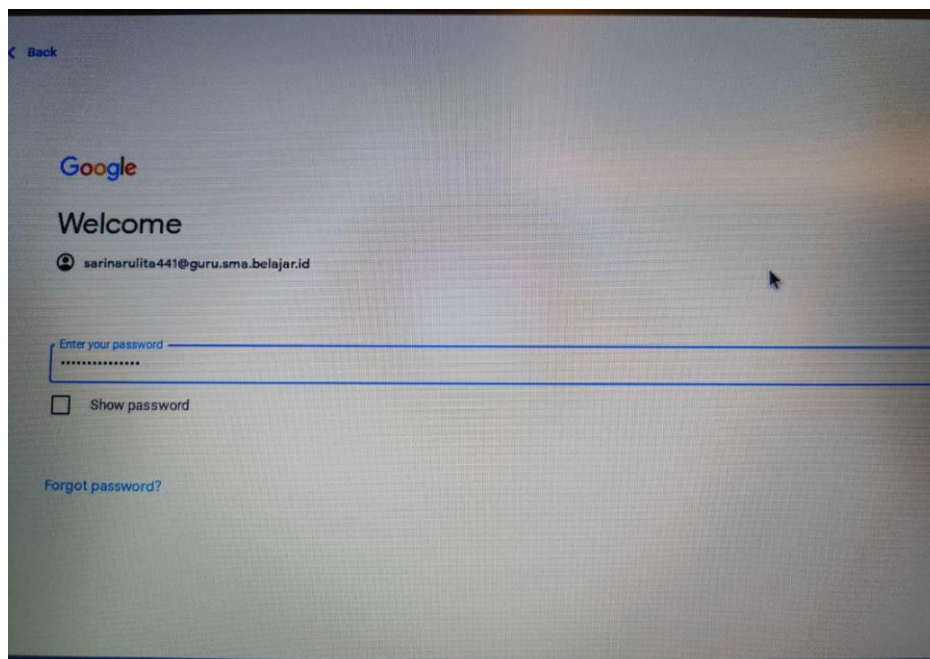 Back
Google
Welcome
sarinarulita441@guru.sma.belajar.id
Enter your password
•••••••••••••••
Show password
Forgot password?